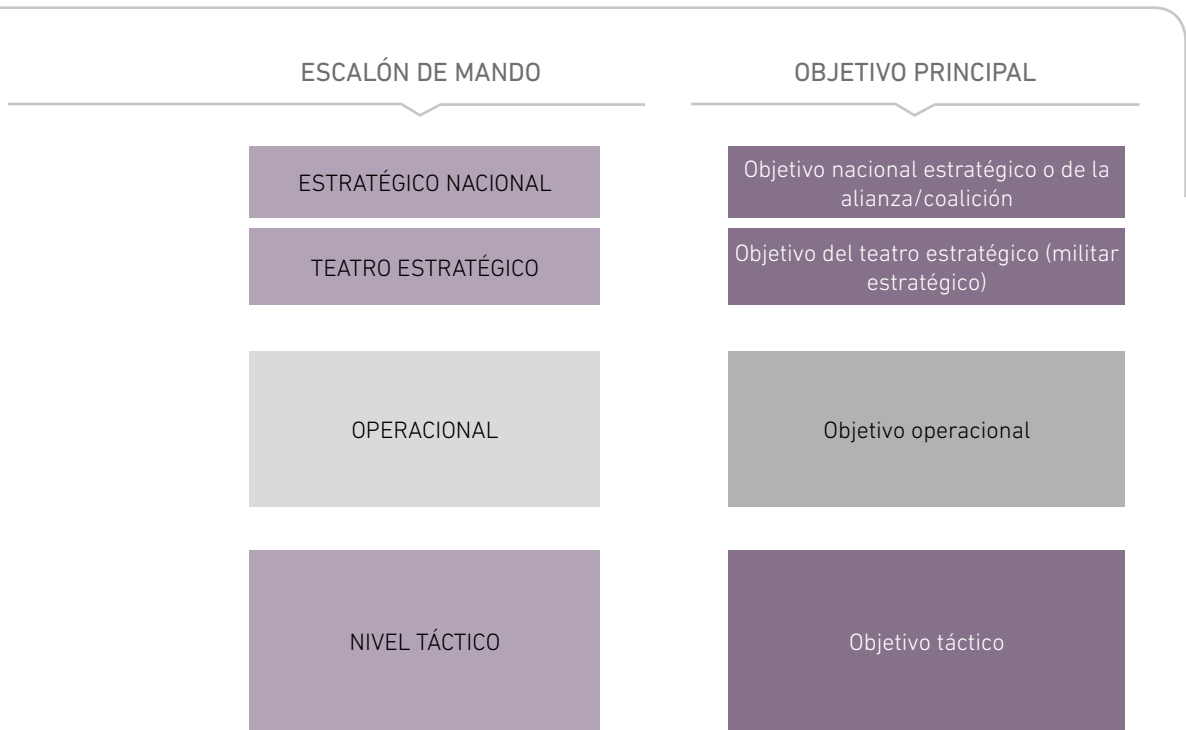 ESCALÓN DE MANDO
OBJETIVO PRINCIPAL
ESTRATÉGICO NACIONAL
Objetivo nacional estratégico o de la
alianza/coalición
TEATRO ESTRATÉGICO
Objetivo del teatro estratégico (militar
estratégico)
OPERACIONAL
Objetivo operacional
NIVEL TÁCTICO
Objetivo táctico